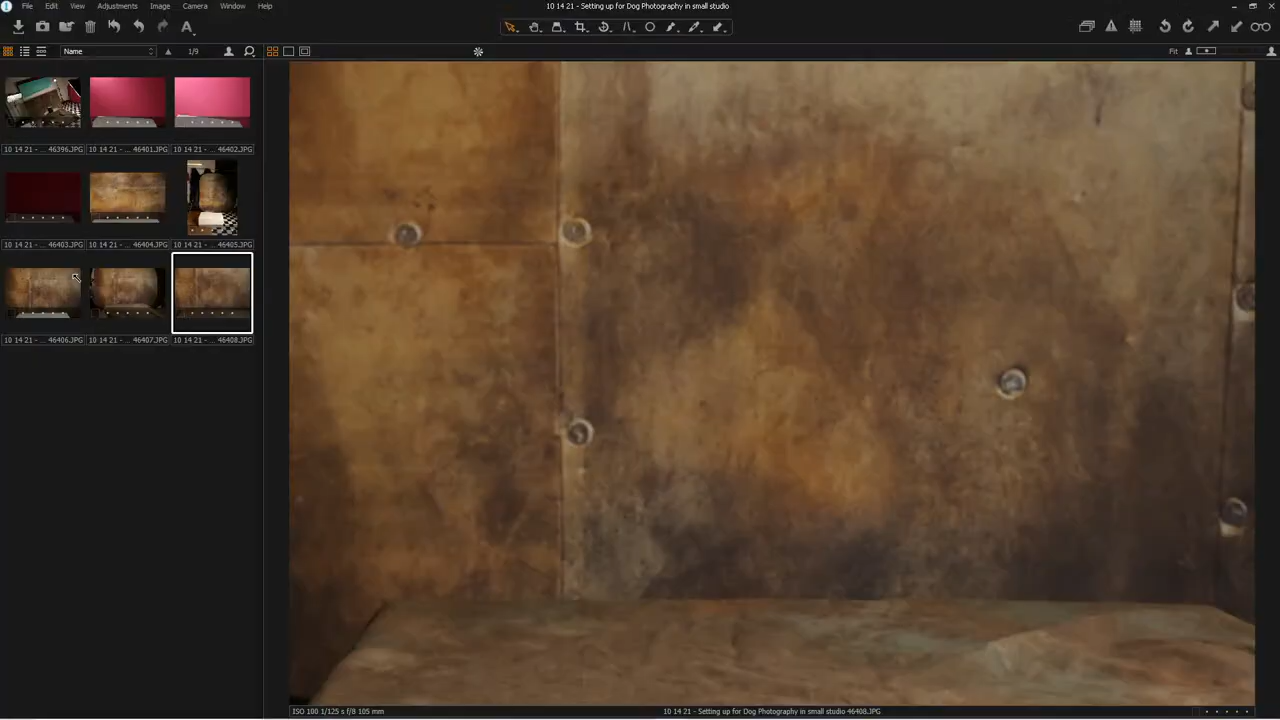 10 14 21 - Setting up for Dog Photography in small studio
File Edit View Adjustments Image Camera Window Help
Name
1/9
Fit
10 14 21 - ... 46396.JPG
10 14 21 - ... 46401.JPG
10 14 21 - ... 46402.JPG
10 14 21 - ... 46403.JPG
10 14 21 - ... 46404.JPG
10 14 21 - ... 46405.JPG
10 14 21 - ... 46406.JPG
10 14 21 - ... 46407.JPG
10 14 21 - ... 46408.JPG
ISO 100 1/125 s f/8 105 mm
10 14 21 - Setting up for Dog Photography in small studio 46408.JPG